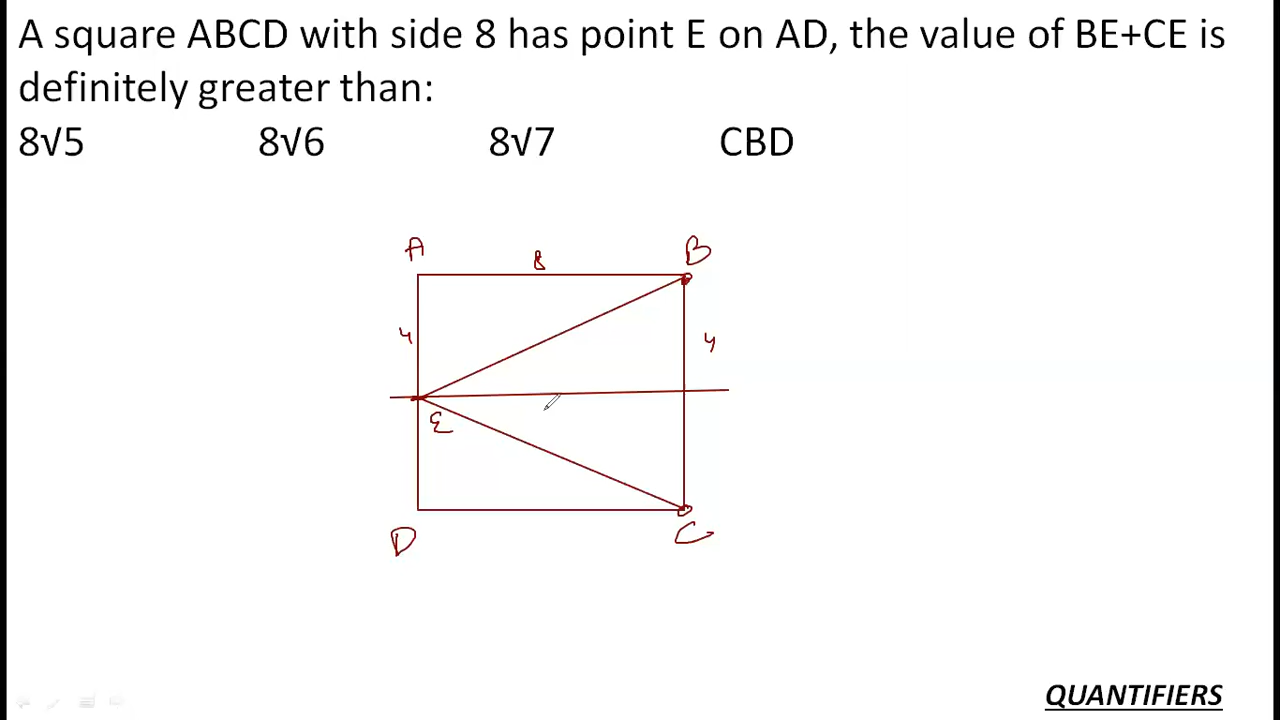 A square ABCD with side 8 has point E on AD, the value of BE+CE is
definitely greater than:
8√5 8√6 8√7 CBD
A 8 B
4 4
E
D C
QUANTIFIERS